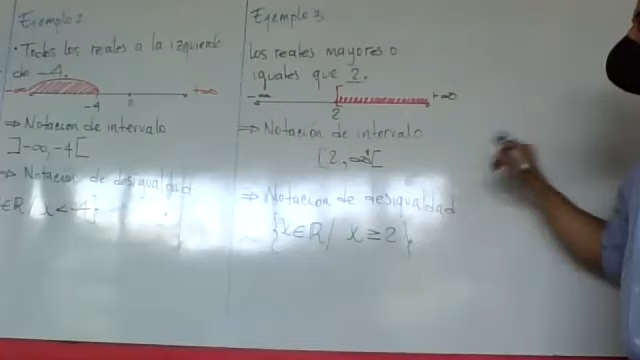 Ejemplo 2
• Todos los reales a la izquierda
de -4.
-∞ +∞
-4 0
⇒ Notación de intervalo
]-∞, -4[
⇒ Notación de desigualdad
∈ℝ / x < -4}
Ejemplo 3
Los reales mayores o
iguales que 2.
-∞ +∞
2
⇒ Notación de intervalo
[2, +∞[
⇒ Notación de desigualdad
{x∈ℝ / x ≥ 2}.